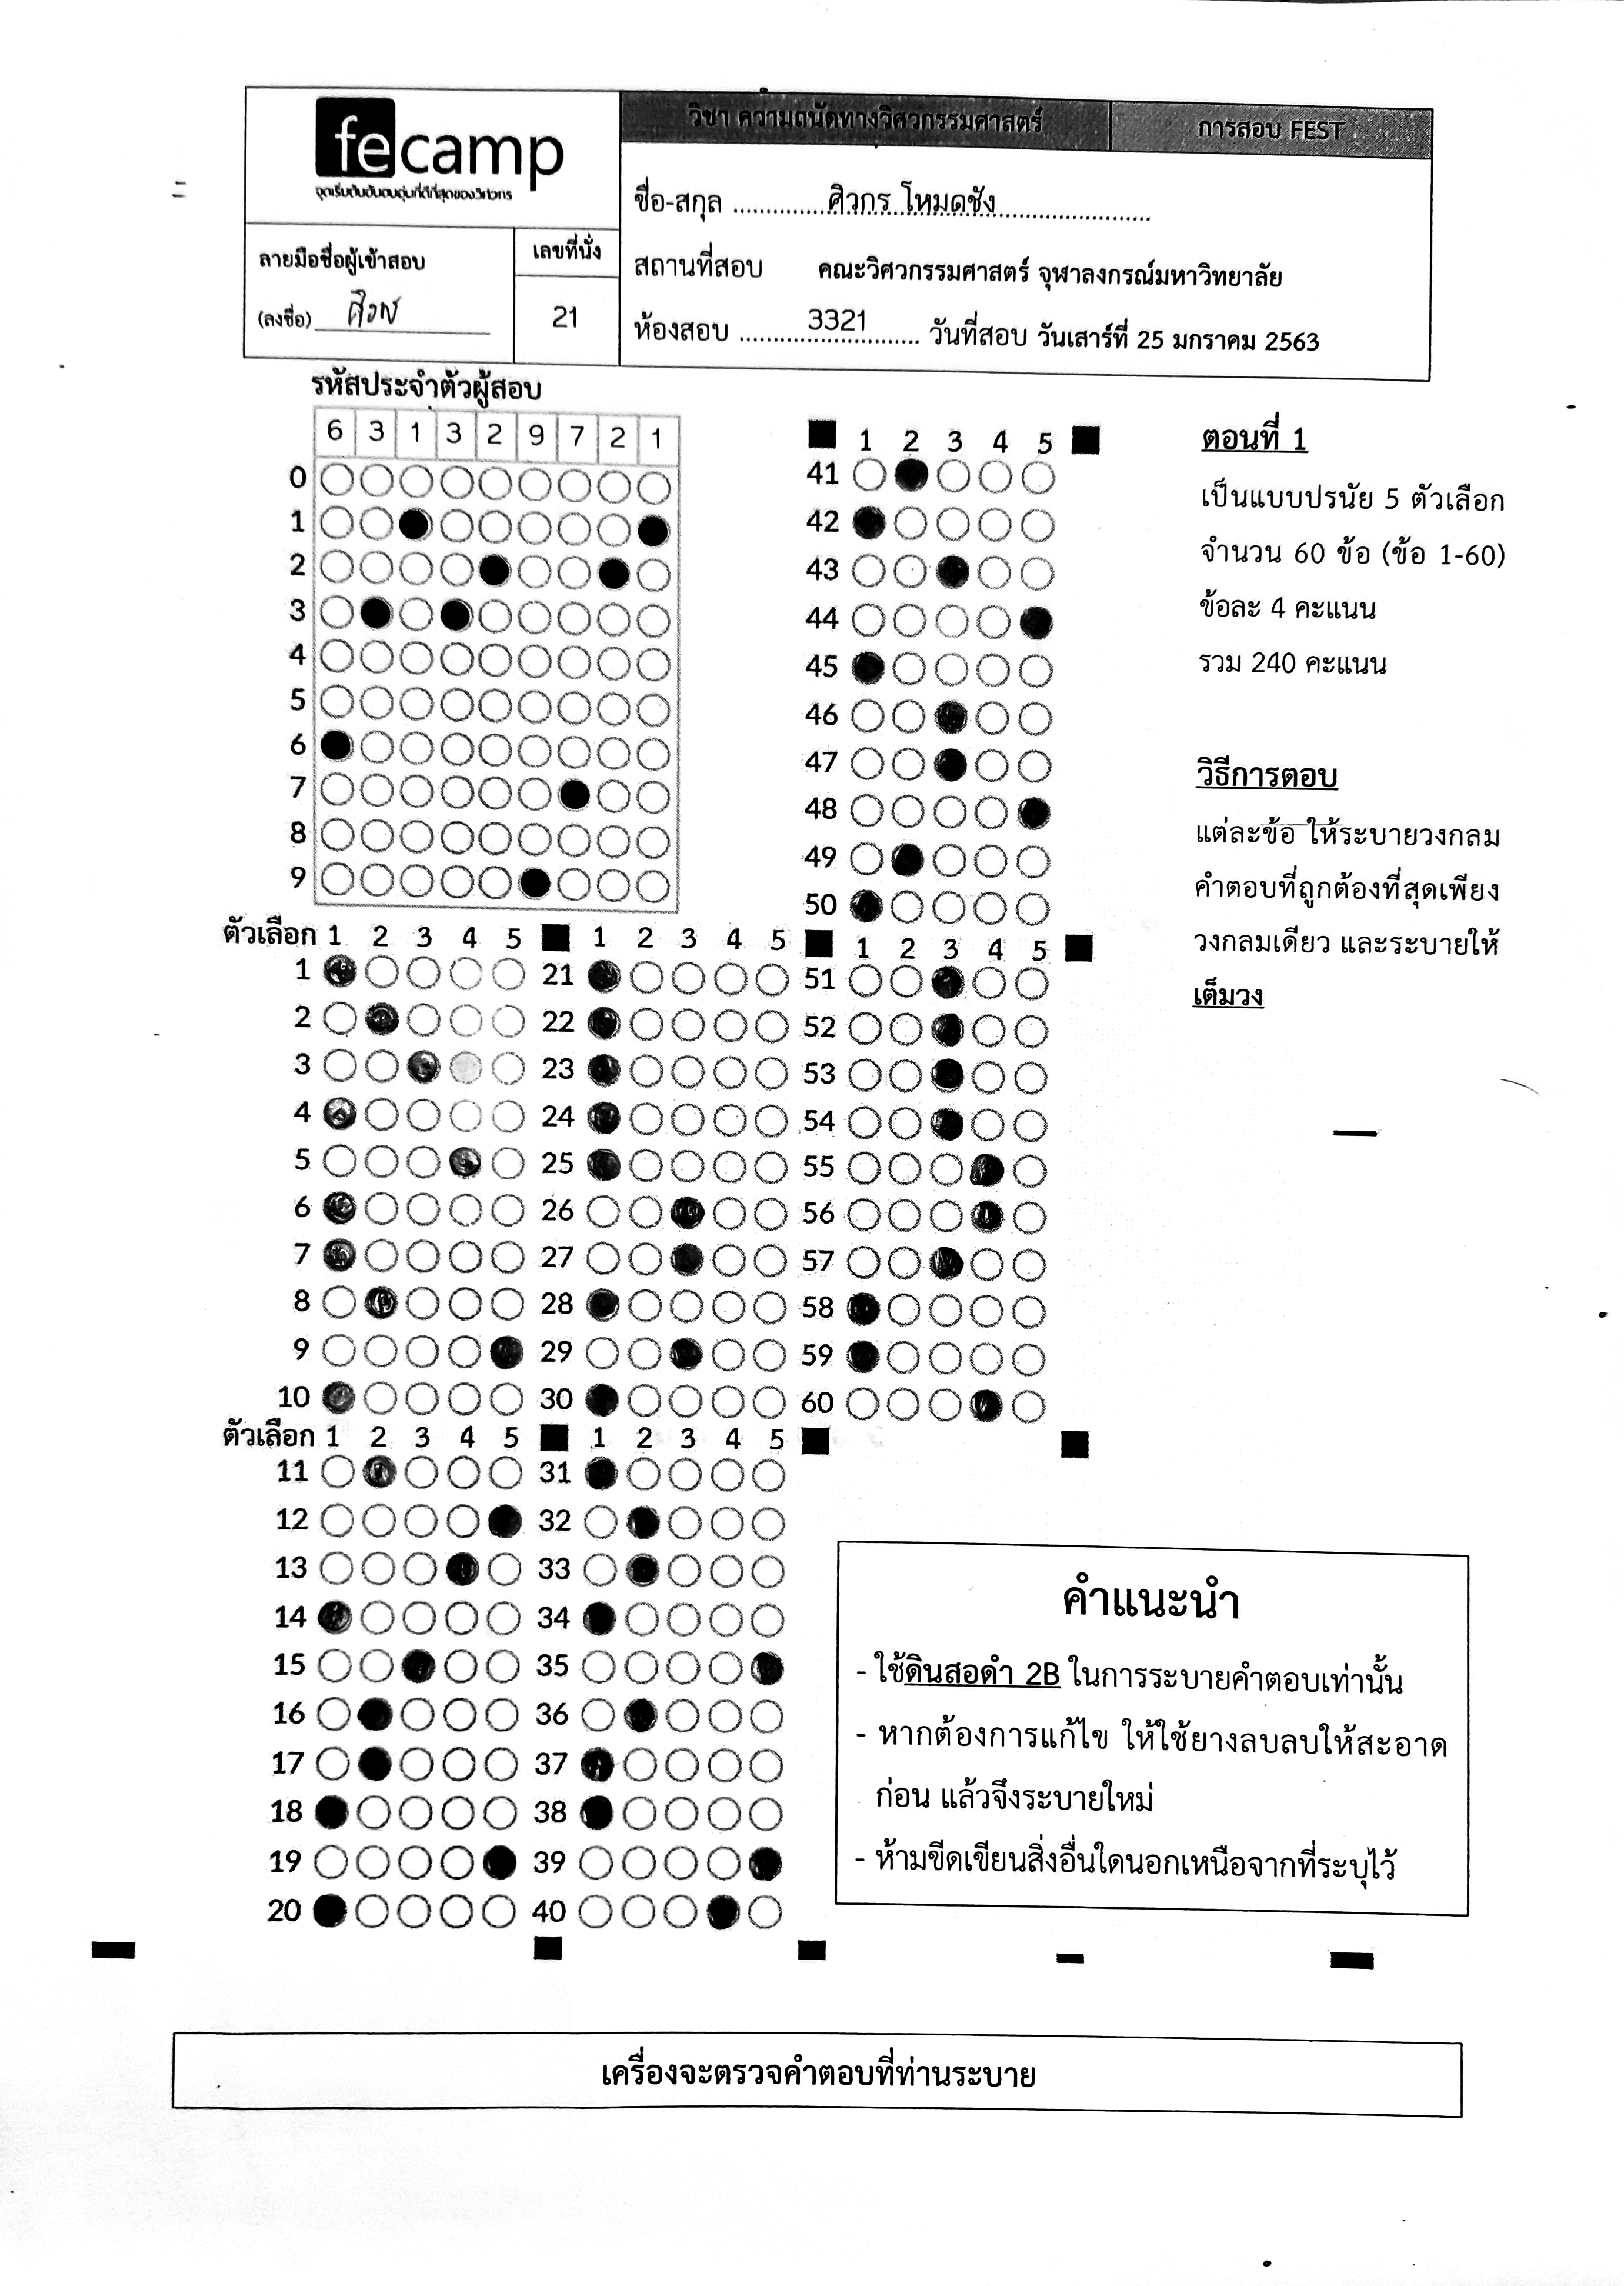 fecamp
จุดเริ่มต้นอันอบอุ่นที่ดีที่สุดของวิศวกร
วิชา ความถนัดทางวิศวกรรมศาสตร์
การสอบ FEST
ชื่อ-สกุล ศิวกร โหมดชัง
ลายมือชื่อผู้เข้าสอบ
เลขที่นั่ง
สถานที่สอบ คณะวิศวกรรมศาสตร์ จุฬาลงกรณ์มหาวิทยาลัย
(ลงชื่อ)
21
ห้องสอบ 3321 วันที่สอบ วันเสาร์ที่ 25 มกราคม 2563
รหัสประจำตัวผู้สอบ
6 3 1 3 2 9 7 2 1
0
1
2
3
4
5
6
7
8
9
1 2 3 4 5
41
42
43
44
45
46
47
48
49
50
ตอนที่ 1
เป็นแบบปรนัย 5 ตัวเลือก
จำนวน 60 ข้อ (ข้อ 1-60)
ข้อละ 4 คะแนน
รวม 240 คะแนน
วิธีการตอบ
แต่ละข้อ ให้ระบายวงกลม
คำตอบที่ถูกต้องที่สุดเพียง
วงกลมเดียว และระบายให้
เต็มวง
ตัวเลือก 1 2 3 4 5 1 2 3 4 5 1 2 3 4 5
1 21 51
2 22 52
3 23 53
4 24 54
5 25 55
6 26 56
7 27 57
8 28 58
9 29 59
10 30 60
ตัวเลือก 1 2 3 4 5 1 2 3 4 5
11 31
12 32
13 33
14 34
15 35
16 36
17 37
18 38
19 39
20 40
คำแนะนำ
- ใช้ดินสอดำ 2B ในการระบายคำตอบเท่านั้น
- หากต้องการแก้ไข ให้ใช้ยางลบลบให้สะอาด
ก่อน แล้วจึงระบายใหม่
- ห้ามขีดเขียนสิ่งอื่นใดนอกเหนือจากที่ระบุไว้
เครื่องจะตรวจคำตอบที่ท่านระบาย